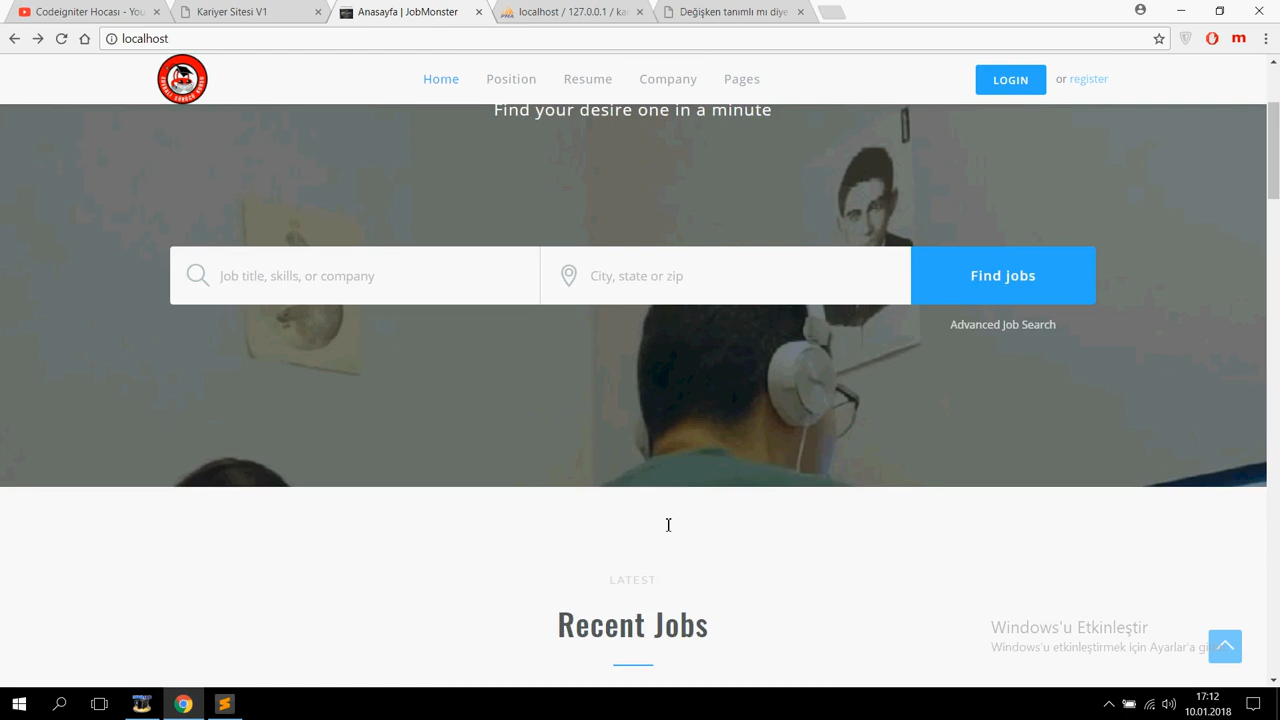 Codeigniter Hocası - You
Kariyer Sitesi V1
Anasayfa | JobMonster
localhost / 127.0.0.1 / ka
Değişken tanımlı mı diye
localhost
Home
Position
Resume
Company
Pages
LOGIN
or register
Find your desire one in a minute
Job title, skills, or company
City, state or zip
Find jobs
Advanced Job Search
LATEST
Recent Jobs
Windows'u Etkinleştir
Windows'u etkinleştirmek için Ayarlar'a gi
17:12
10.01.2018